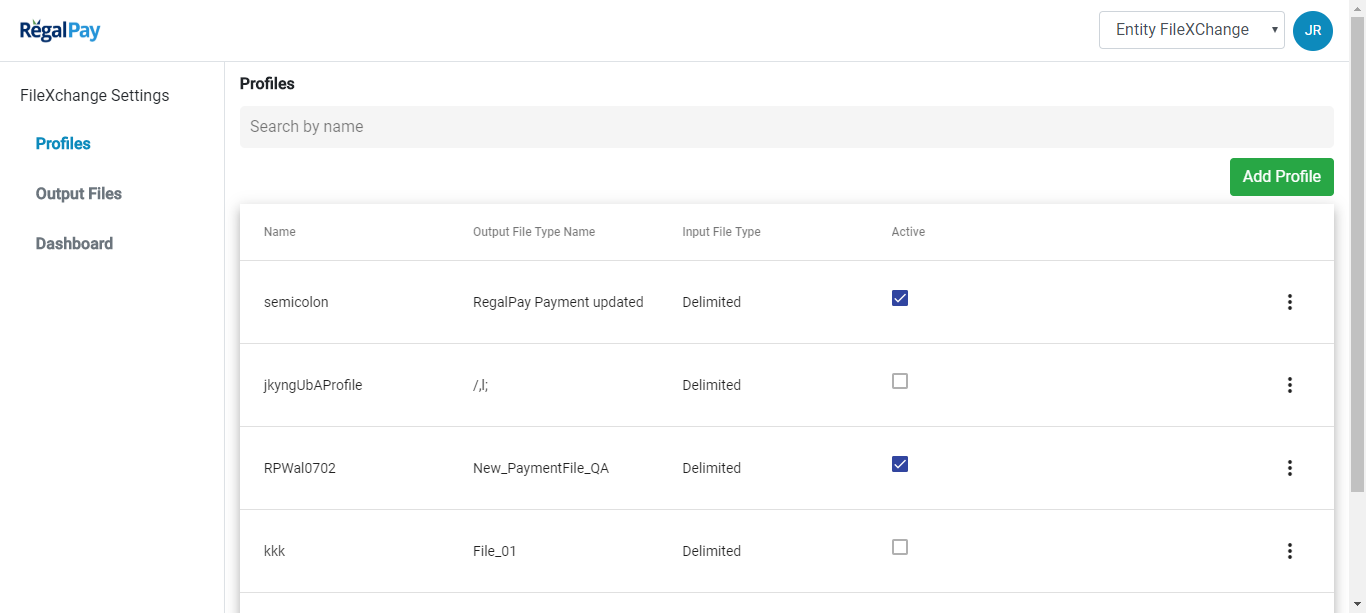 RegalPay
Entity FileXChange
JR
FileXchange Settings
Profiles
Output Files
Dashboard
Profiles
Search by name
Add Profile
Name Output File Type Name Input File Type Active
semicolon RegalPay Payment updated Delimited
jkyngUbAProfile /,l; Delimited
RPWal0702 New_PaymentFile_QA Delimited
kkk File_01 Delimited